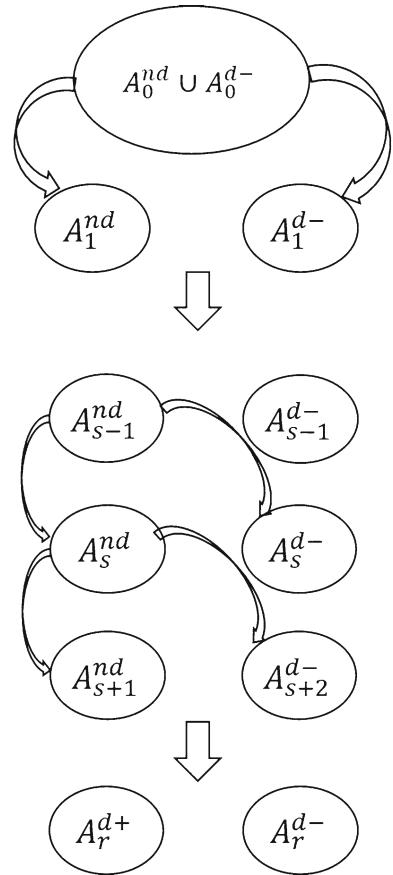 $A_0^{nd} \cup A_0^{d-}$
$A_1^{nd}$ $A_1^{d-}$
$A_{s-1}^{nd}$ $A_{s-1}^{d-}$
$A_s^{nd}$ $A_s^{d-}$
$A_{s+1}^{nd}$ $A_{s+2}^{d-}$
$A_r^{d+}$ $A_r^{d-}$